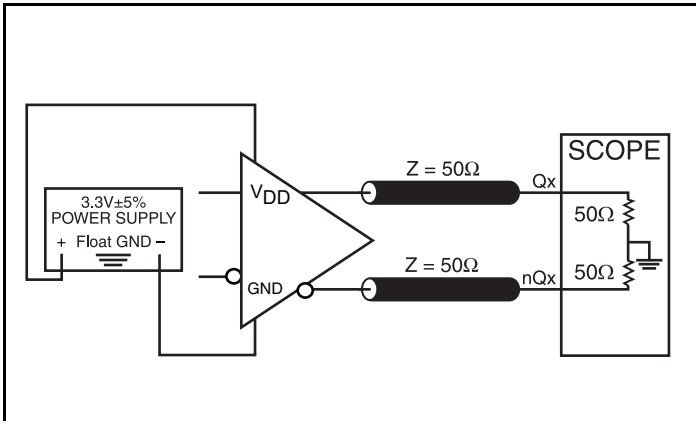 SCOPE
Z = 50Ω
Qx
3.3V±5%
POWER SUPPLY
+ Float GND −
VDD
50Ω
GND
Z = 50Ω
nQx
50Ω